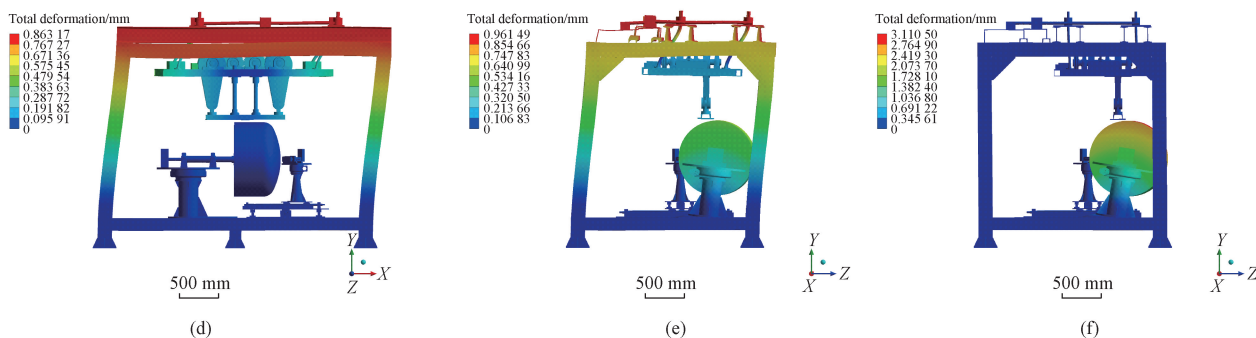 Total deformation/mm
0.863 17
0.767 27
0.671 36
0.575 45
0.479 54
0.383 63
0.287 72
0.191 82
0.095 91
0
Y
X
Z
500 mm
(d)
Total deformation/mm
0.961 49
0.854 66
0.747 83
0.640 99
0.534 16
0.427 33
0.320 50
0.213 66
0.106 83
0
Y
Z
X
500 mm
(e)
Total deformation/mm
3.110 50
2.764 90
2.419 30
2.073 70
1.728 10
1.382 40
1.036 80
0.691 22
0.345 61
0
Y
Z
X
500 mm
(f)